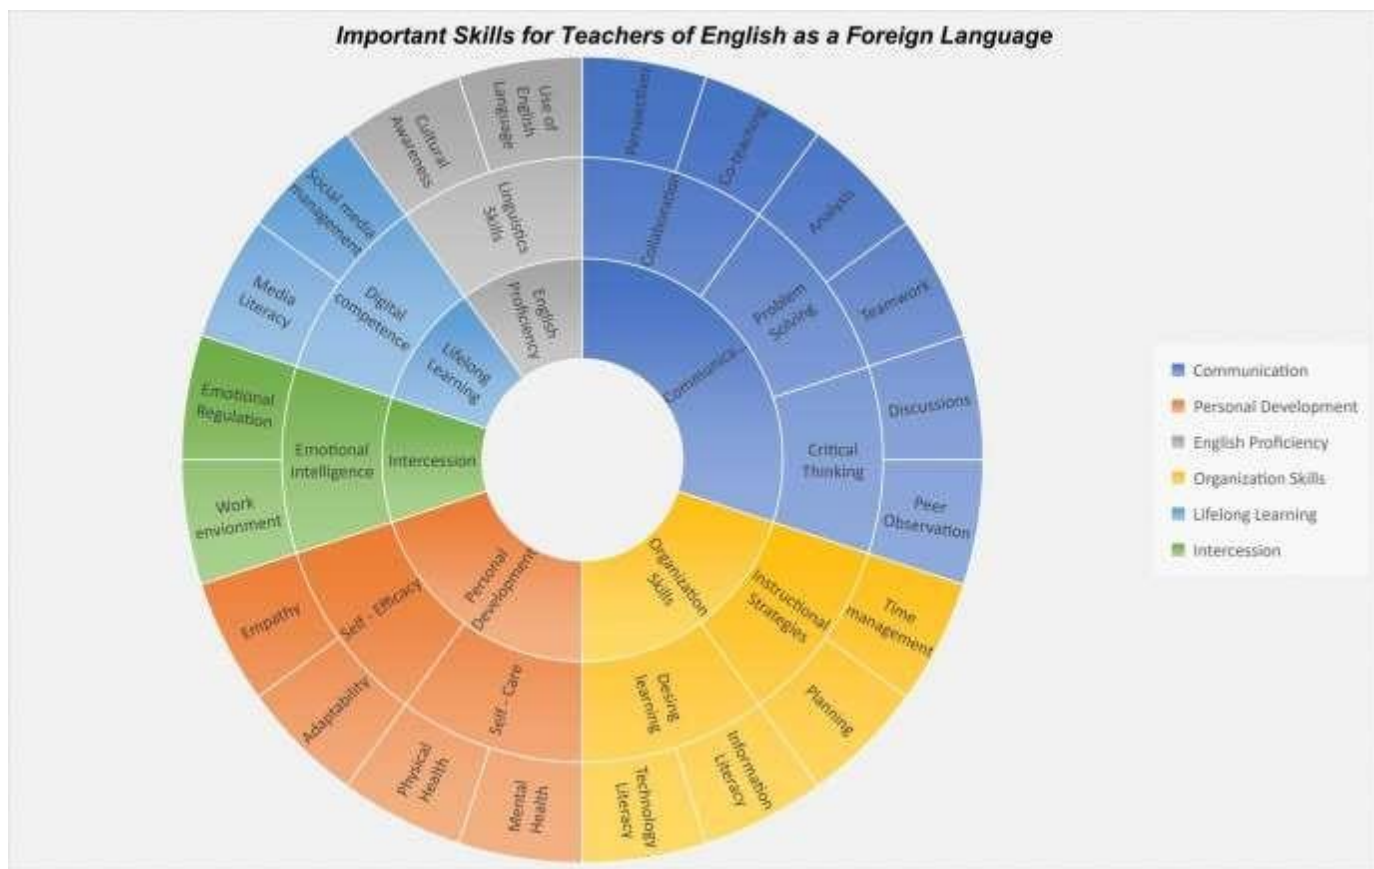 Important Skills for Teachers of English as a Foreign Language
Perspectives
Co-teaching
Analysis
Teamwork
Discussions
Peer
Observation
Collaboration
Problem
Solving
Critical
Thinking
Communica...
Time
management
Planning
Information
Literacy
Technology
Literacy
Instructional
Strategies
Desing
learning
Organization
Skills
Mental
Health
Physical
Health
Adaptability
Empathy
Self - Care
Self - Efficacy
Personal
Development
Work
envionment
Emotional
Regulation
Emotional
Intelligence
Intercession
Media
Literacy
Social media
management
Digital
competence
Lifelong
Learning
Cultural
Awareness
Use of
English
Language
Linguistics
Skills
English
Proficiency
Communication
Personal Development
English Proficiency
Organization Skills
Lifelong Learning
Intercession